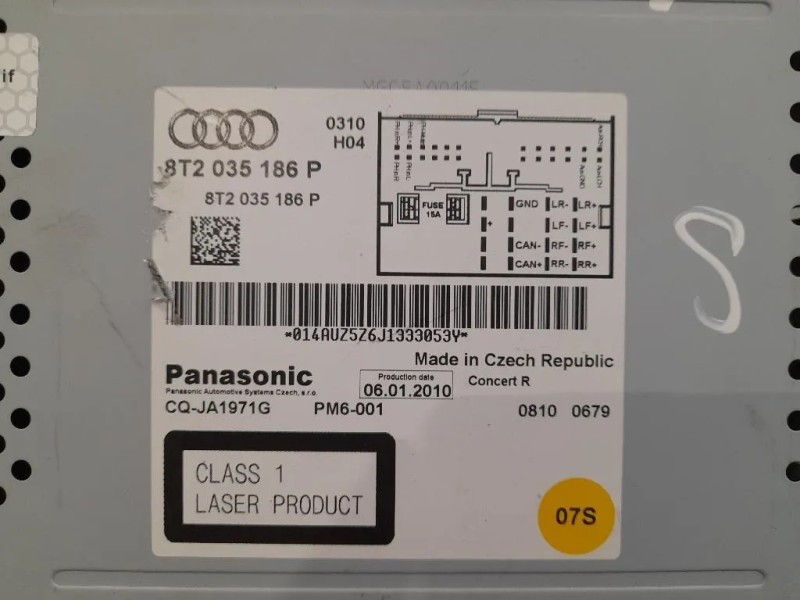 if
0310
H04
8T2 035 186 P
8T2 035 186 P
FUSE
15A
+
GND LR- LR+
LF- LF+
CAN- RF- RF+
CAN+ RR- RR+
S
*014AUZ5Z6J1333053Y*
Made in Czech Republic
Panasonic
Panasonic Automotive Systems Czech, s.r.o.
Production date
06.01.2010
Concert R
CQ-JA1971G PM6-001 0810 0679
CLASS 1
LASER PRODUCT
07S